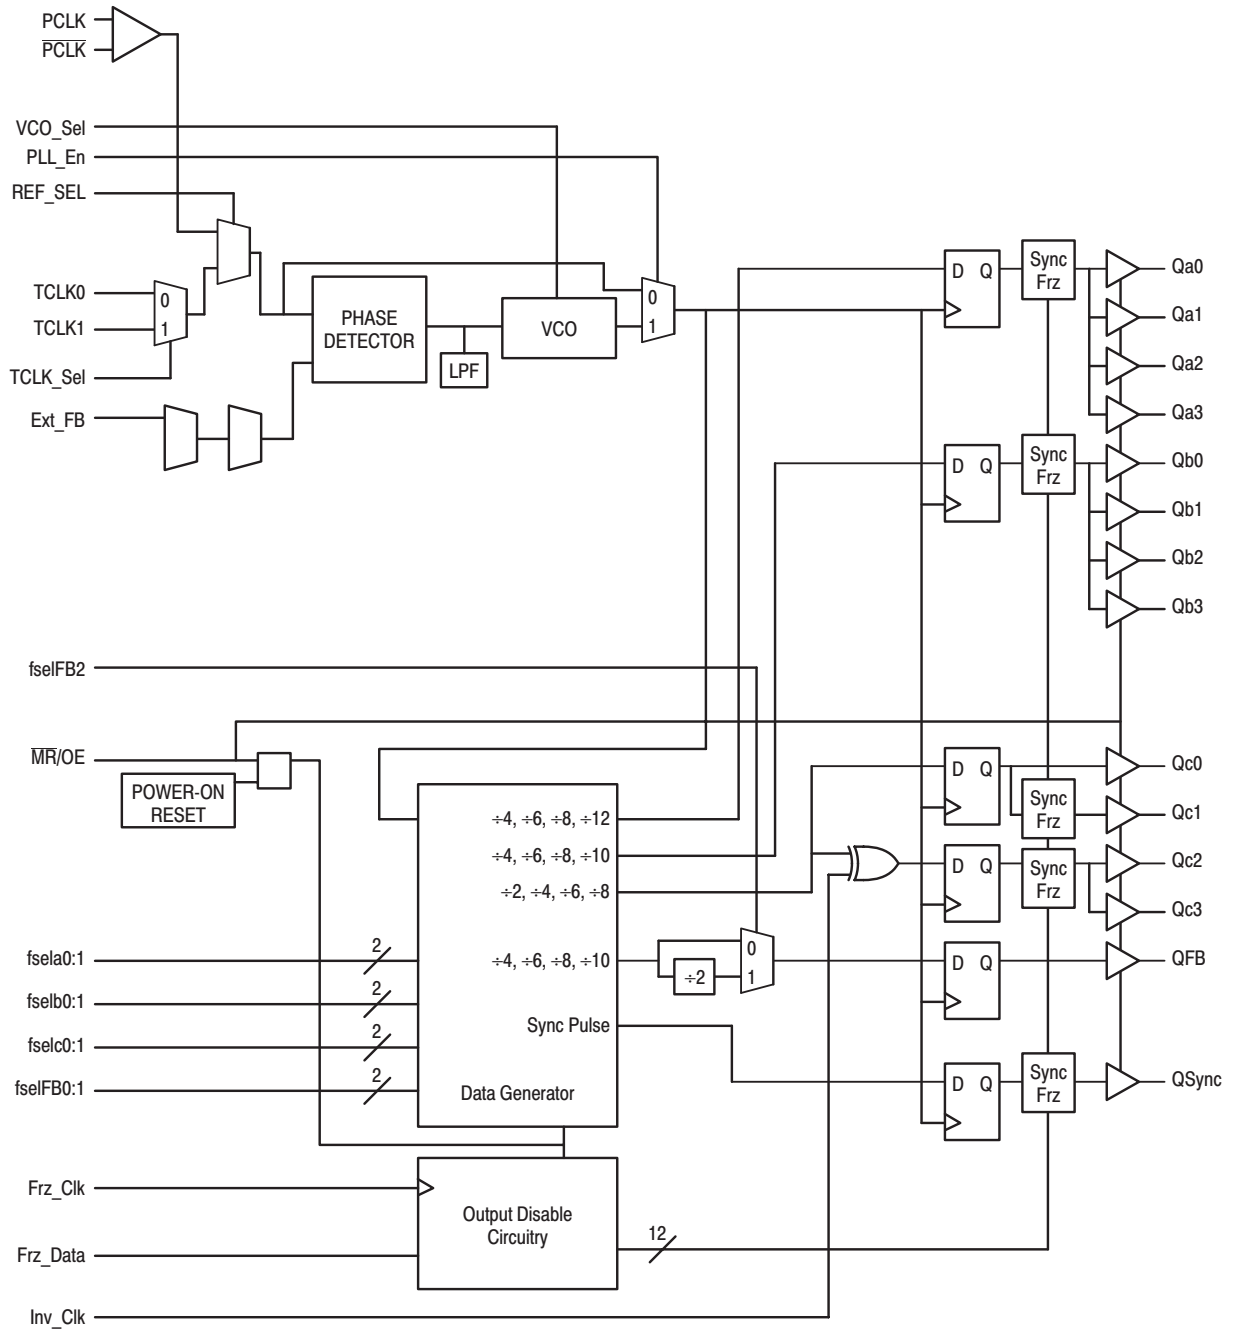 PCLK
PCLK
VCO_Sel
PLL_En
REF_SEL
TCLK0
TCLK1
0
1
TCLK_Sel
Ext_FB
PHASE
DETECTOR
LPF
VCO
0
1
D Q
Sync
Frz
Qa0
Qa1
Qa2
Qa3
D Q
Sync
Frz
Qb0
Qb1
Qb2
Qb3
fselFB2
MR/OE
POWER-ON
RESET
÷4, ÷6, ÷8, ÷12
÷4, ÷6, ÷8, ÷10
÷2, ÷4, ÷6, ÷8
÷4, ÷6, ÷8, ÷10
Sync Pulse
Data Generator
0
1
÷2
D Q
Sync
Frz
Qc0
Qc1
D Q
Sync
Frz
Qc2
Qc3
D Q
QFB
D Q
Sync
Frz
QSync
fsela0:1
2
fselb0:1
2
fselc0:1
2
fselFB0:1
2
Frz_Clk
Frz_Data
Output Disable
Circuitry
12
Inv_Clk